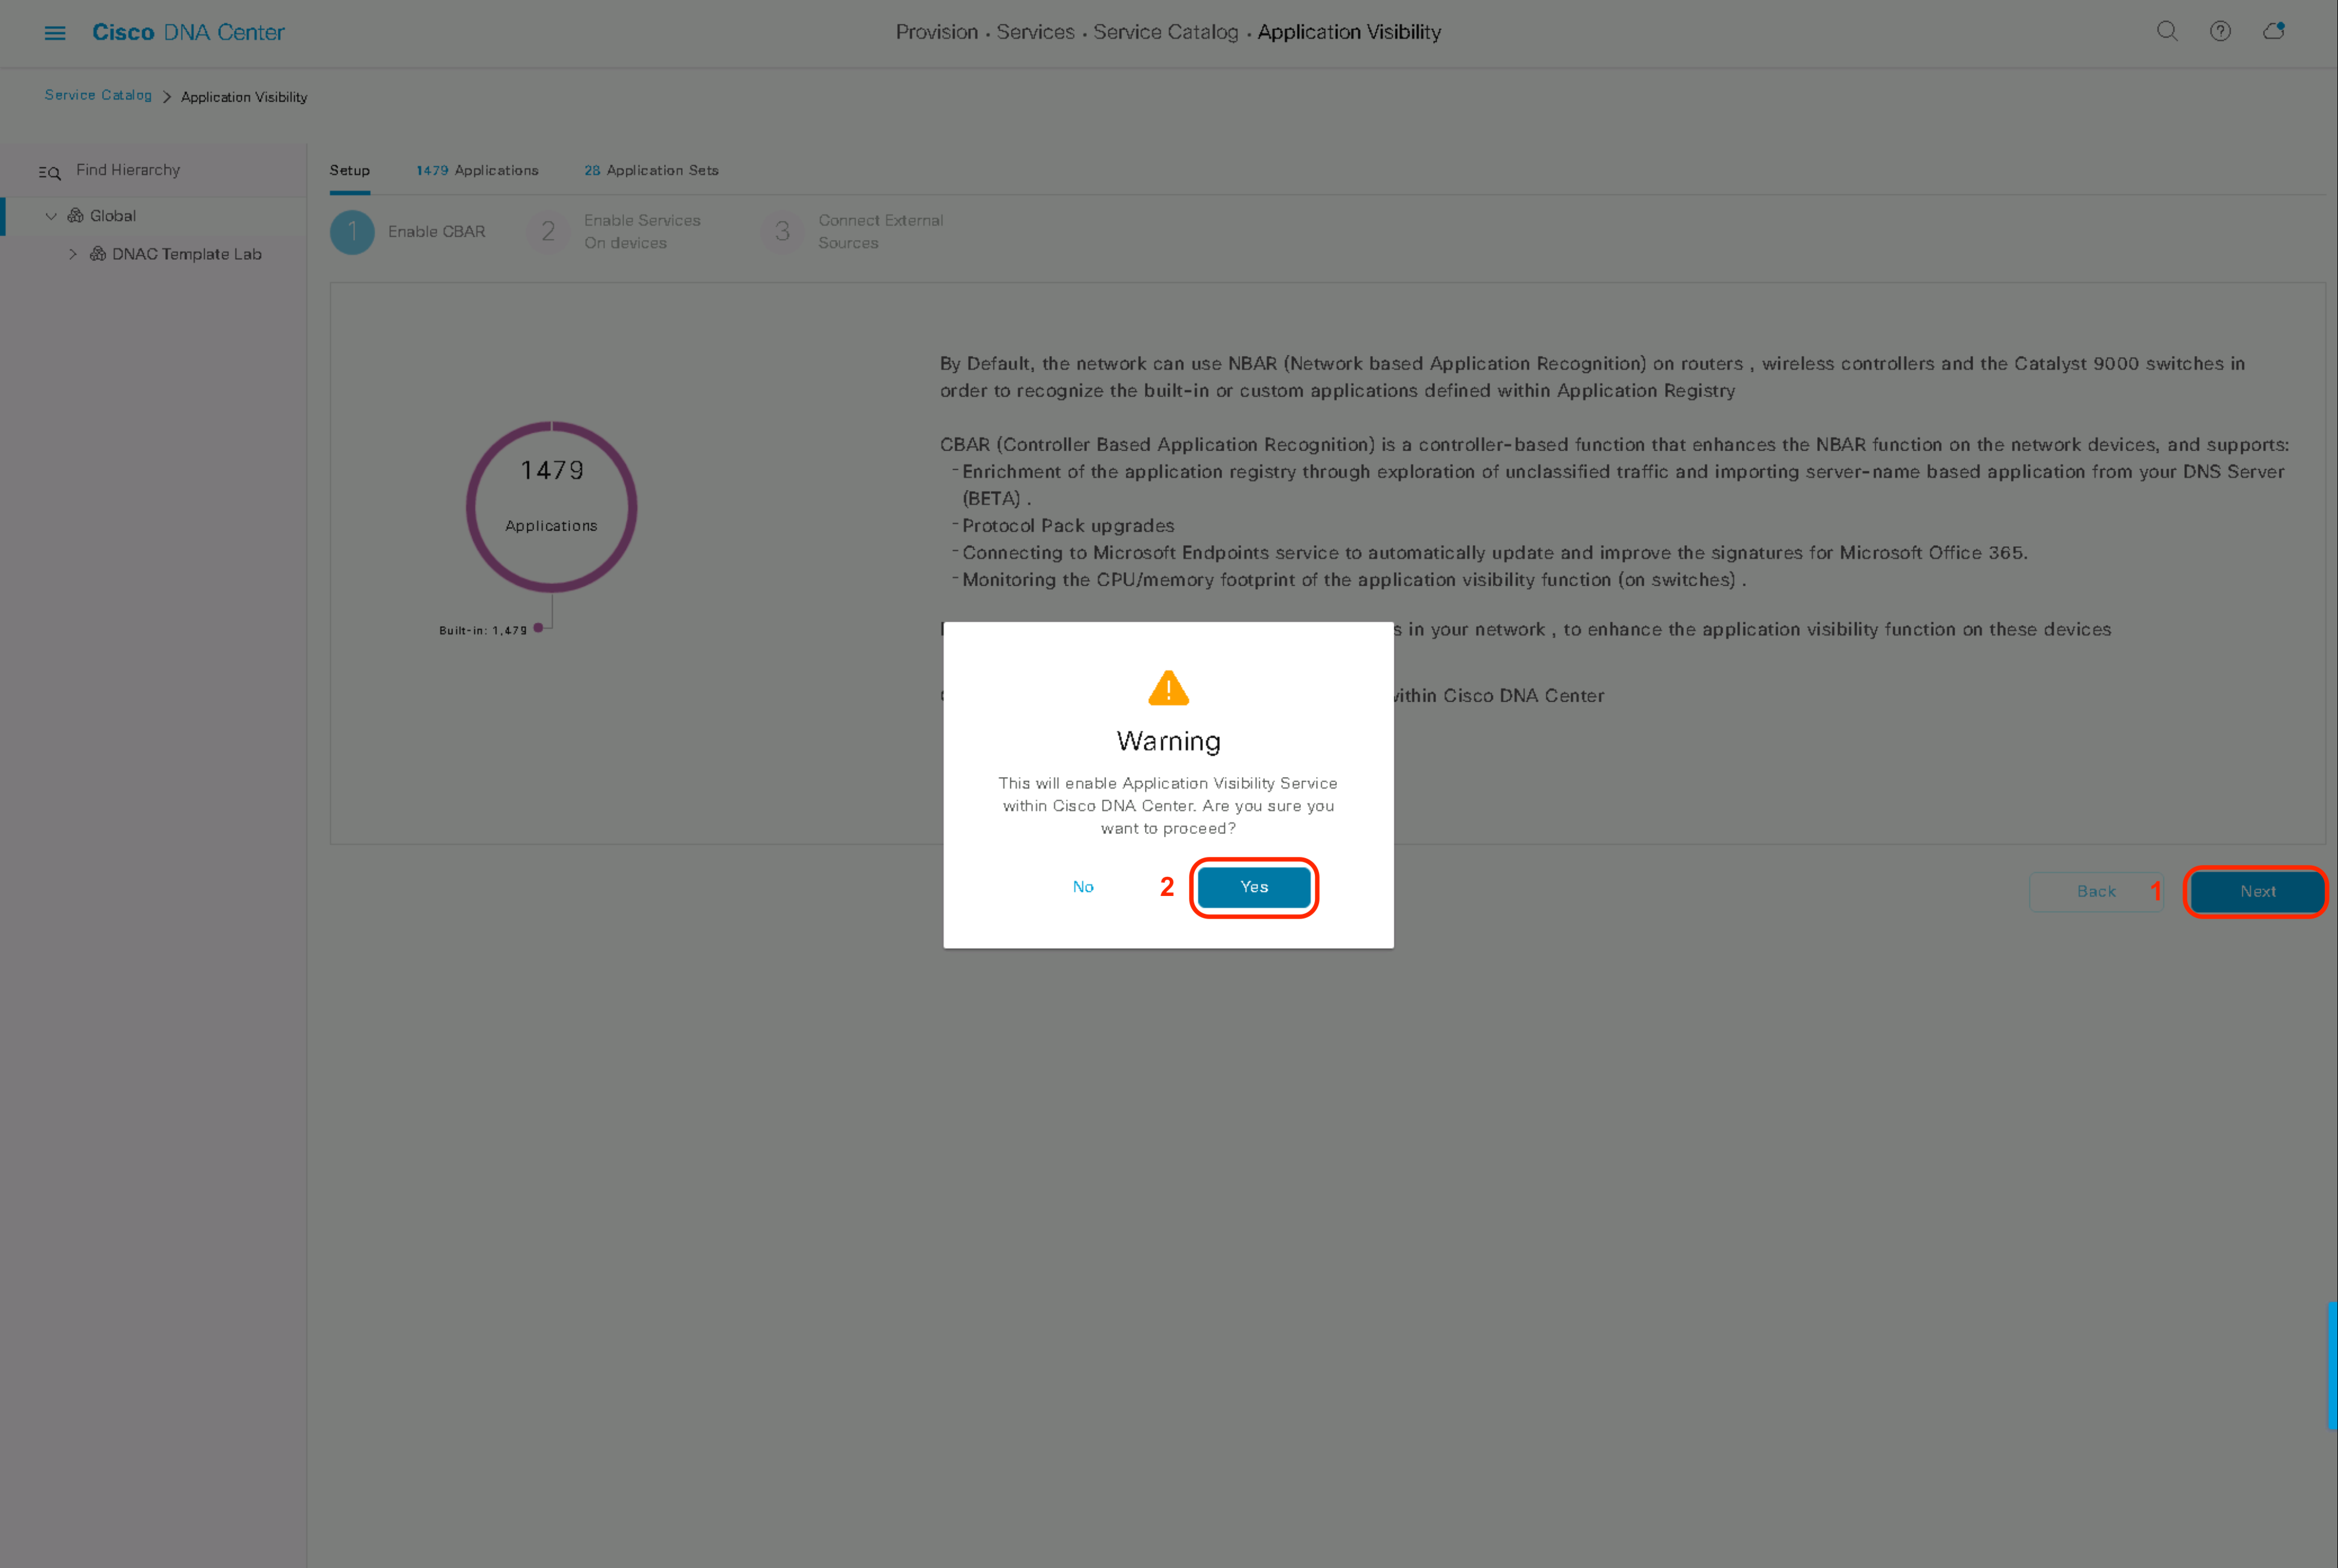 Cisco DNA Center
Provision • Services • Service Catalog • Application Visibility
Service Catalog > Application Visibility
Find Hierarchy
Global
DNAC Template Lab
Setup 1479 Applications 28 Application Sets
1 Enable CBAR
2 Enable Services
On devices
3 Connect External
Sources
1479
Applications
Built-in: 1,479
By Default, the network can use NBAR (Network based Application Recognition) on routers , wireless controllers and the Catalyst 9000 switches in
order to recognize the built-in or custom applications defined within Application Registry
CBAR (Controller Based Application Recognition) is a controller-based function that enhances the NBAR function on the network devices, and supports:
- Enrichment of the application registry through exploration of unclassified traffic and importing server-name based application from your DNS Server
(BETA) .
- Protocol Pack upgrades
- Connecting to Microsoft Endpoints service to automatically update and improve the signatures for Microsoft Office 365.
- Monitoring the CPU/memory footprint of the application visibility function (on switches) .
in your network , to enhance the application visibility function on these devices
Cisco DNA Center
Warning
This will enable Application Visibility Service
within Cisco DNA Center. Are you sure you
want to proceed?
No 2 Yes
Back 1 Next